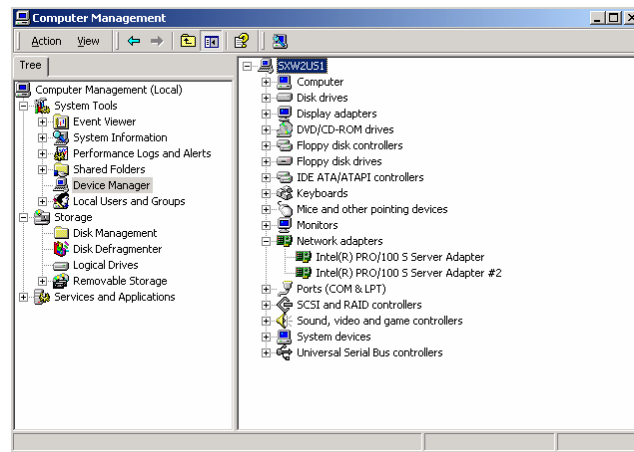 Computer Management
Action View
Tree
Computer Management (Local)
System Tools
Event Viewer
System Information
Performance Logs and Alerts
Shared Folders
Device Manager
Local Users and Groups
Storage
Disk Management
Disk Defragmenter
Logical Drives
Removable Storage
Services and Applications
SXW2US1
Computer
Disk drives
Display adapters
DVD/CD-ROM drives
Floppy disk controllers
Floppy disk drives
IDE ATA/ATAPI controllers
Keyboards
Mice and other pointing devices
Monitors
Network adapters
Intel(R) PRO/100 S Server Adapter
Intel(R) PRO/100 S Server Adapter #2
Ports (COM & LPT)
SCSI and RAID controllers
Sound, video and game controllers
System devices
Universal Serial Bus controllers